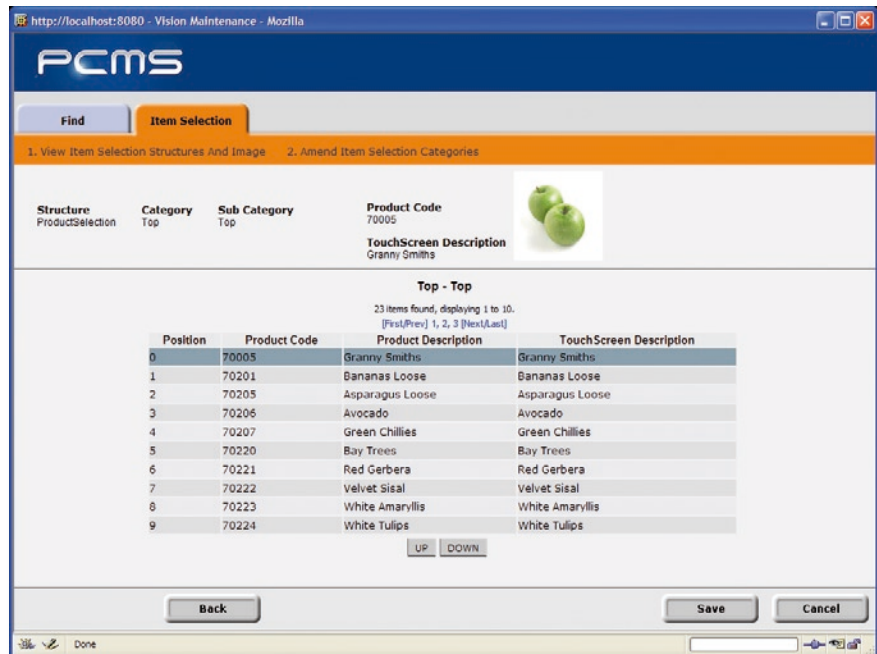 http://localhost:8080 - Vision Maintenance - Mozilla
PCMS
Find Item Selection
1. View Item Selection Structures And Image 2. Amend Item Selection Categories
Structure Category Sub Category Product Code
ProductSelection Top Top 70005
TouchScreen Description
Granny Smiths
Top - Top
23 items found, displaying 1 to 10.
[First/Prev] 1, 2, 3 [Next/Last]
Position Product Code Product Description TouchScreen Description
0 70005 Granny Smiths Granny Smiths
1 70201 Bananas Loose Bananas Loose
2 70205 Asparagus Loose Asparagus Loose
3 70206 Avocado Avocado
4 70207 Green Chillies Green Chillies
5 70220 Bay Trees Bay Trees
6 70221 Red Gerbera Red Gerbera
7 70222 Velvet Sisal Velvet Sisal
8 70223 White Amaryllis White Amaryllis
9 70224 White Tulips White Tulips
UP DOWN
Back Save Cancel
Done